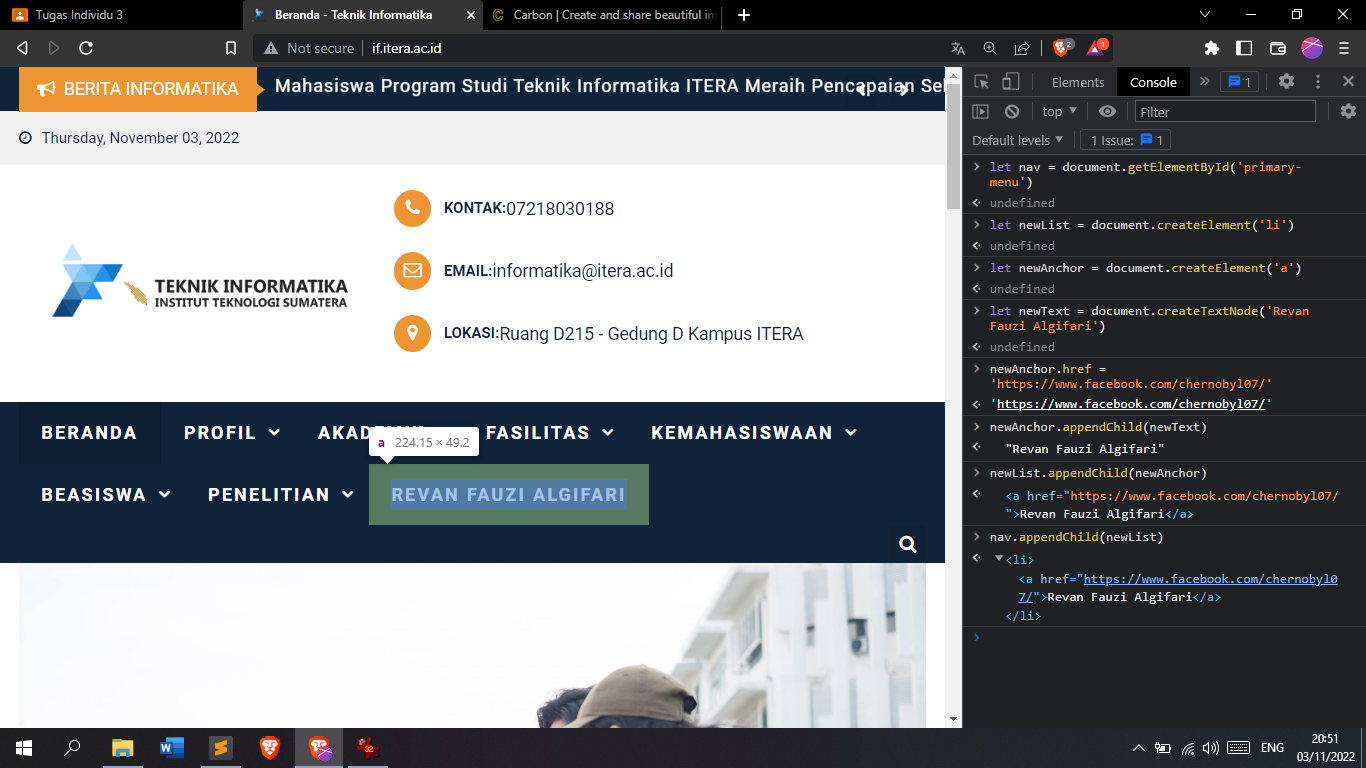 Tugas Individu 3
Beranda - Teknik Informatika
Carbon | Create and share beautiful im
Not secure
if.itera.ac.id
2
1
BERITA INFORMATIKA
Mahasiswa Program Studi Teknik Informatika ITERA Meraih Pencapaian Sel
Thursday, November 03, 2022
KONTAK:07218030188
TEKNIK INFORMATIKA
INSTITUT TEKNOLOGI SUMATERA
EMAIL:informatika@itera.ac.id
LOKASI:Ruang D215 - Gedung D Kampus ITERA
BERANDA
PROFIL
FASILITAS
KEMAHASISWAAN
a 224.15 × 49.2
BEASISWA
PENELITIAN
REVAN FAUZI ALGIFARI
Elements
Console
1
top
Filter
Default levels
1 Issue: 1
let nav = document.getElementById('primary-
menu')
undefined
let newList = document.createElement('li')
undefined
let newAnchor = document.createElement('a')
undefined
let newText = document.createTextNode('Revan
Fauzi Algifari')
undefined
newAnchor.href =
'https://www.facebook.com/chernobyl07/'
'https://www.facebook.com/chernobyl07/'
newAnchor.appendChild(newText)
"Revan Fauzi Algifari"
newList.appendChild(newAnchor)
<a href="https://www.facebook.com/chernobyl07/
">Revan Fauzi Algifari</a>
nav.appendChild(newList)
<li>
<a href="https://www.facebook.com/chernobyl0
7/">Revan Fauzi Algifari</a>
</li>
32
ENG
20:51
03/11/2022